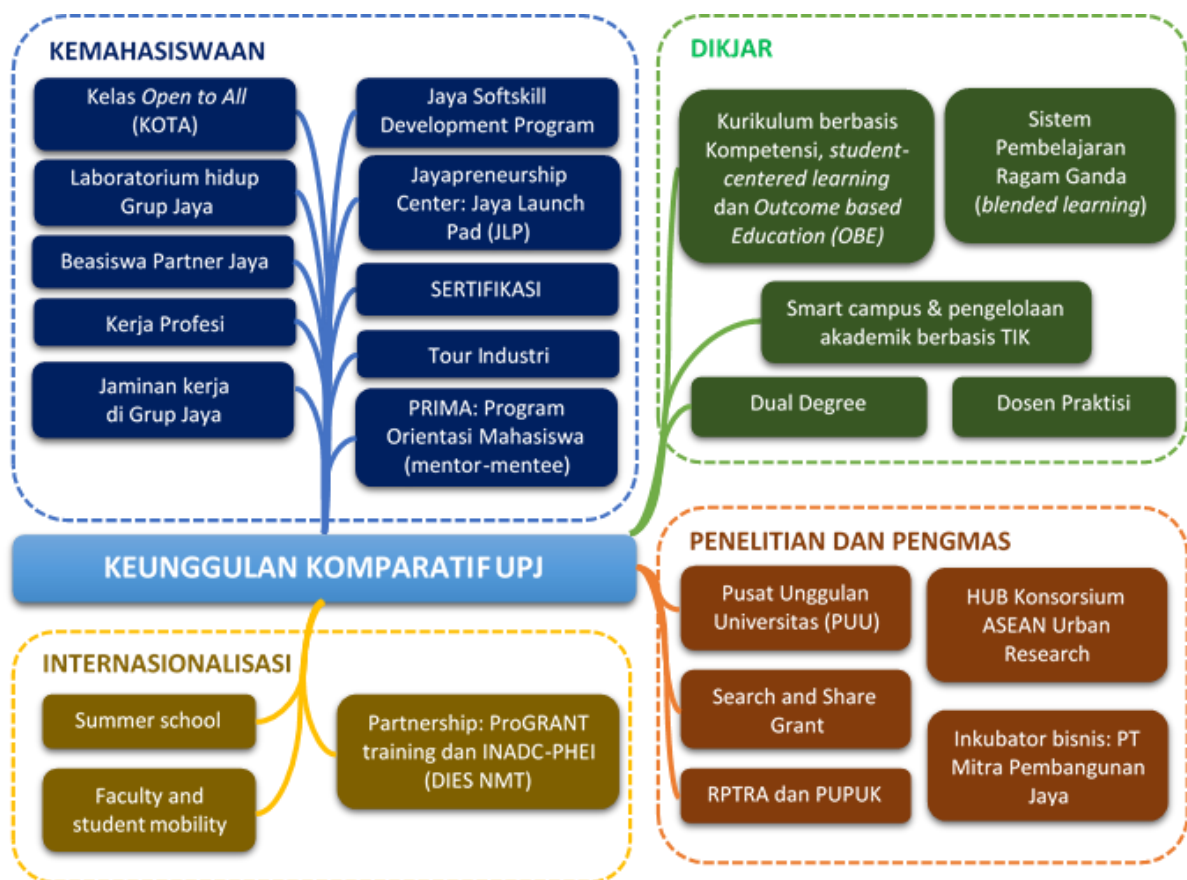 KEMAHASISWAAN
Kelas Open to All
(KOTA)
Laboratorium hidup
Grup Jaya
Beasiswa Partner Jaya
Kerja Profesi
Jaminan kerja
di Grup Jaya
Jaya Softskill
Development Program
Jayapreneurship
Center: Jaya Launch
Pad (JLP)
SERTIFIKASI
Tour Industri
PRIMA: Program
Orientasi Mahasiswa
(mentor-mentee)
DIKJAR
Kurikulum berbasis
Kompetensi, student-
centered learning
dan Outcome based
Education (OBE)
Sistem
Pembelajaran
Ragam Ganda
(blended learning)
Smart campus & pengelolaan
akademik berbasis TIK
Dual Degree
Dosen Praktisi
KEUNGGULAN KOMPARATIF UPJ
INTERNASIONALISASI
Summer school
Faculty and
student mobility
Partnership: ProGRANT
training dan INADC-PHEI
(DIES NMT)
PENELITIAN DAN PENGMAS
Pusat Unggulan
Universitas (PUU)
Search and Share
Grant
RPTRA dan PUPUK
HUB Konsorsium
ASEAN Urban
Research
Inkubator bisnis: PT
Mitra Pembangunan
Jaya